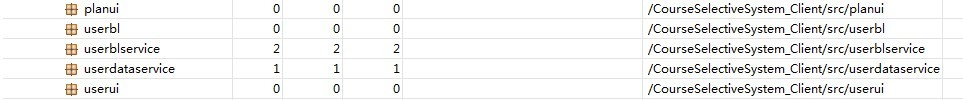 planui 0 0 0 /CourseSelectiveSystem_Client/src/planui
userbl 0 0 0 /CourseSelectiveSystem_Client/src/userbl
userblservice 2 2 2 /CourseSelectiveSystem_Client/src/userblservice
userdataservice 1 1 1 /CourseSelectiveSystem_Client/src/userdataservice
userui 0 0 0 /CourseSelectiveSystem_Client/src/userui